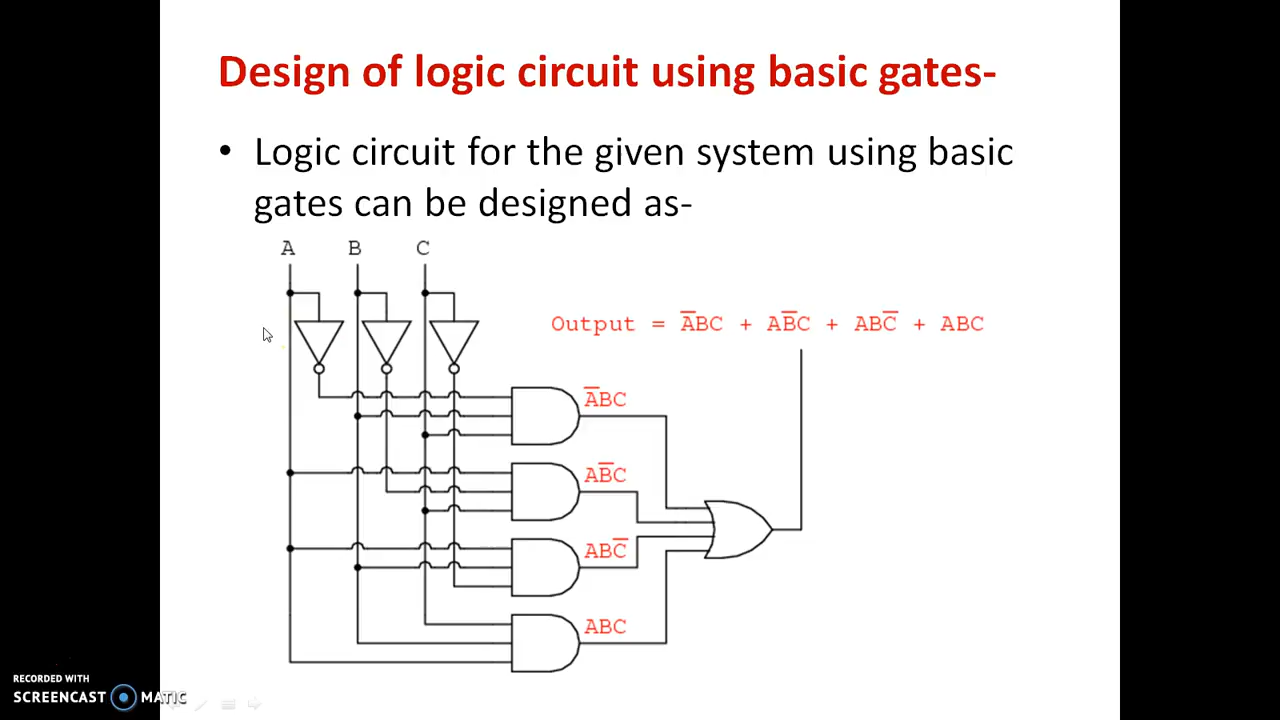 Design of logic circuit using basic gates-
• Logic circuit for the given system using basic
gates can be designed as-
A B C
Output = A̅BC + AB̅C + ABC̅ + ABC
A̅BC
AB̅C
ABC̅
ABC
RECORDED WITH
SCREENCAST MATIC